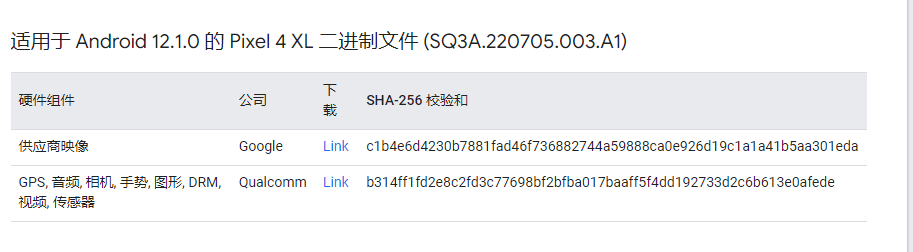 适用于 Android 12.1.0 的 Pixel 4 XL 二进制文件 (SQ3A.220705.003.A1)
硬件组件 公司 下载 SHA-256 校验和
供应商映像 Google Link c1b4e6d4230b7881fad46f736882744a59888ca0e926d19c1a1a41b5aa301eda
GPS, 音频, 相机, 手势, 图形, DRM, Qualcomm Link b314ff1fd2e8c2fd3c77698bf2bfba017baaff5f4dd192733d2c6b613e0afede
视频, 传感器